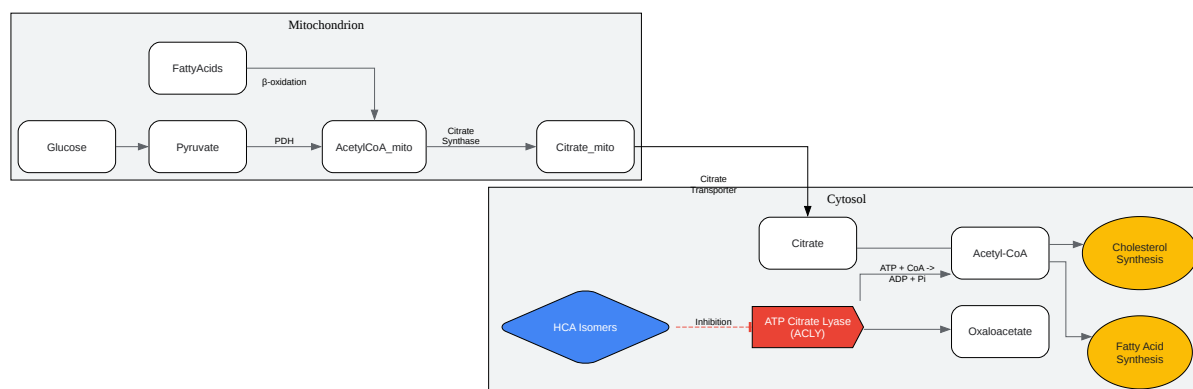 Mitochondrion
FattyAcids
β-oxidation
Glucose
Pyruvate
PDH
AcetylCoA_mito
Citrate
Synthase
Citrate_mito
Citrate
Transporter
Cytosol
Citrate
Acetyl-CoA
Cholesterol
Synthesis
ATP + CoA ->
ADP + Pi
HCA Isomers
Inhibition
ATP Citrate Lyase
(ACLY)
Oxaloacetate
Fatty Acid
Synthesis